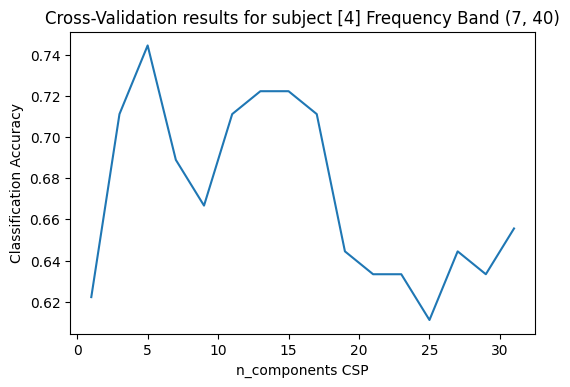 Cross-Validation results for subject [4] Frequency Band (7, 40)
0.74
0.72
0.70
0.68
0.66
0.64
0.62
Classification Accuracy
0 5 10 15 20 25 30
n_components CSP